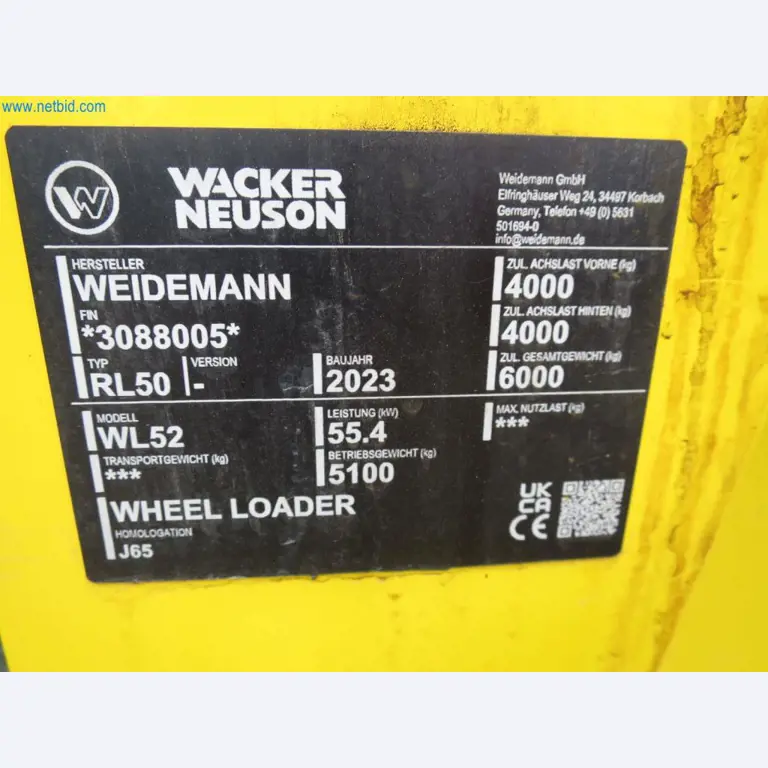 www.netbid.com
WACKER
NEUSON
Weidemann GmbH
Elfringhäuser Weg 24, 34497 Korbach
Germany, Telefon +49 (0) 5631
501694-0
info@weidemann.de
HERSTELLER
WEIDEMANN
FIN
*3088005*
TYP
RL50
VERSION
-
BAUJAHR
2023
ZUL. ACHSLAST VORNE (kg)
4000
ZUL. ACHSLAST HINTEN (kg)
4000
ZUL. GESAMTGEWICHT (kg)
6000
MODELL
WL52
LEISTUNG (kW)
55.4
MAX. NUTZLAST (kg)
***
TRANSPORTGEWICHT (kg)
***
BETRIEBSGEWICHT (kg)
5100
WHEEL LOADER
HOMOLOGATION
J65
UK
CA
CE